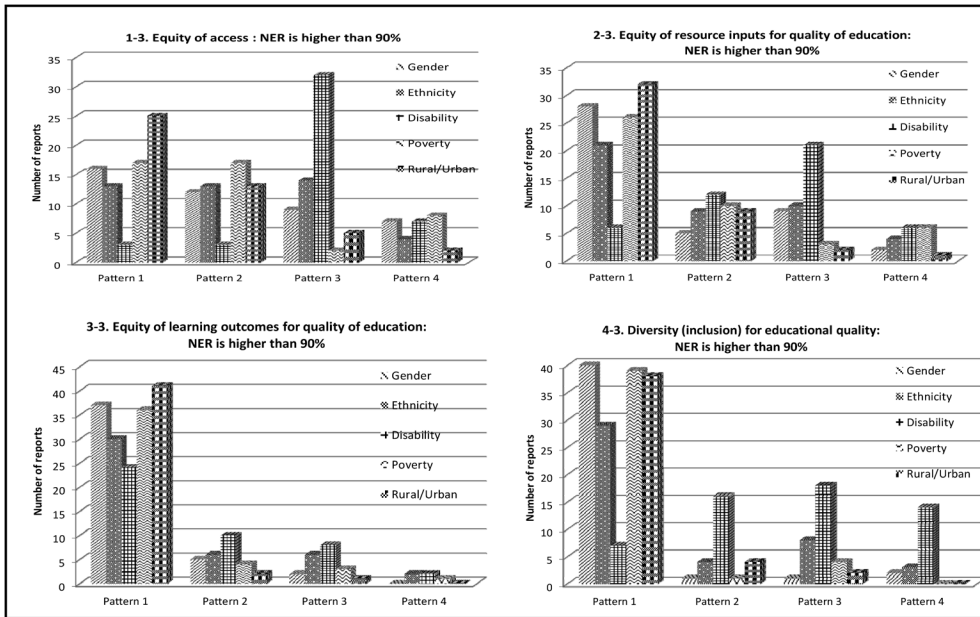 1-3. Equity of access : NER is higher than 90%
Number of reports
35
30
25
20
15
10
5
0
Gender
Ethnicity
Disability
Poverty
Rural/Urban
Pattern 1
Pattern 2
Pattern 3
Pattern 4
2-3. Equity of resource inputs for quality of education:
NER is higher than 90%
Number of reports
35
30
25
20
15
10
5
0
Gender
Ethnicity
Disability
Poverty
Rural/Urban
Pattern 1
Pattern 2
Pattern 3
Pattern 4
3-3. Equity of learning outcomes for quality of education:
NER is higher than 90%
Number of reports
45
40
35
30
25
20
15
10
5
0
Gender
Ethnicity
Disability
Poverty
Rural/Urban
Pattern 1
Pattern 2
Pattern 3
Pattern 4
4-3. Diversity (inclusion) for educational quality:
NER is higher than 90%
Number of reports
40
35
30
25
20
15
10
5
0
Gender
Ethnicity
Disability
Poverty
Rural/Urban
Pattern 1
Pattern 2
Pattern 3
Pattern 4